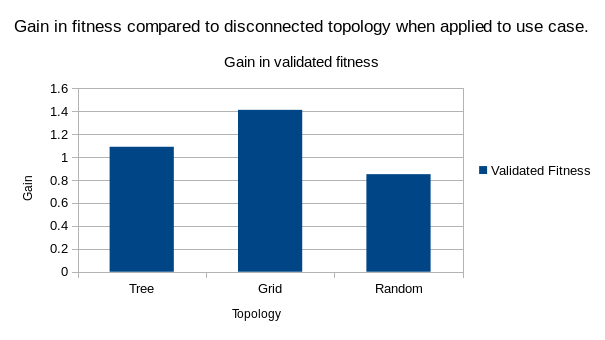 Gain in fitness compared to disconnected topology when applied to use case.
Gain in validated fitness
1.6
1.4
1.2
1
0.8
0.6
0.4
0.2
0
Gain
Tree Grid Random
Topology
Validated Fitness